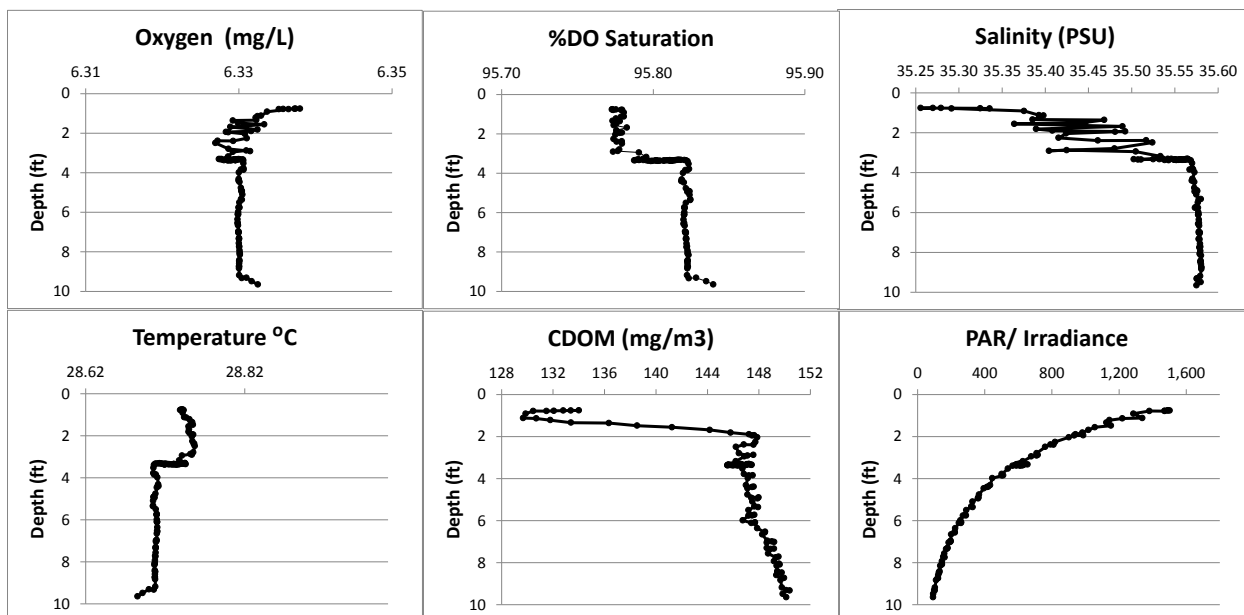 Oxygen (mg/L)
6.31 6.33 6.35
0
2
4
6
8
10
Depth (ft)
%DO Saturation
95.70 95.80 95.90
0
2
4
6
8
10
Depth (ft)
Salinity (PSU)
35.25 35.30 35.35 35.40 35.45 35.50 35.55 35.60
0
2
4
6
8
10
Depth (ft)
Temperature ⁰C
28.62 28.82
0
2
4
6
8
10
Depth (ft)
CDOM (mg/m3)
128 132 136 140 144 148 152
0
2
4
6
8
10
Depth (ft)
PAR/ Irradiance
0 400 800 1,200 1,600
0
2
4
6
8
10
Depth (ft)